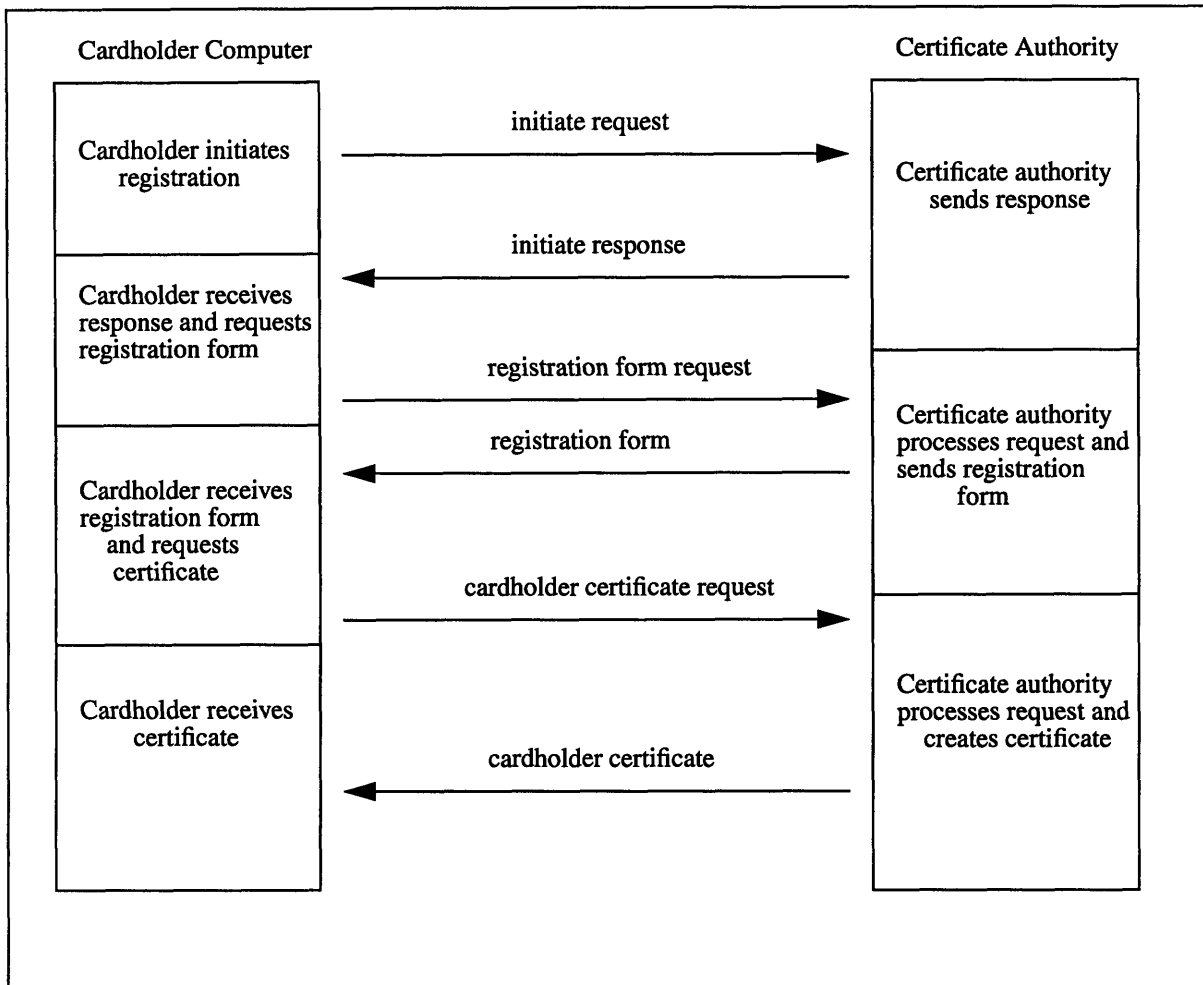 Cardholder Computer
Certificate Authority
initiate request
Cardholder initiates
registration
Certificate authority
sends response
initiate response
Cardholder receives
response and requests
registration form
registration form request
Certificate authority
processes request and
sends registration
form
registration form
Cardholder receives
registration form
and requests
certificate
cardholder certificate request
Certificate authority
processes request and
creates certificate
Cardholder receives
certificate
cardholder certificate